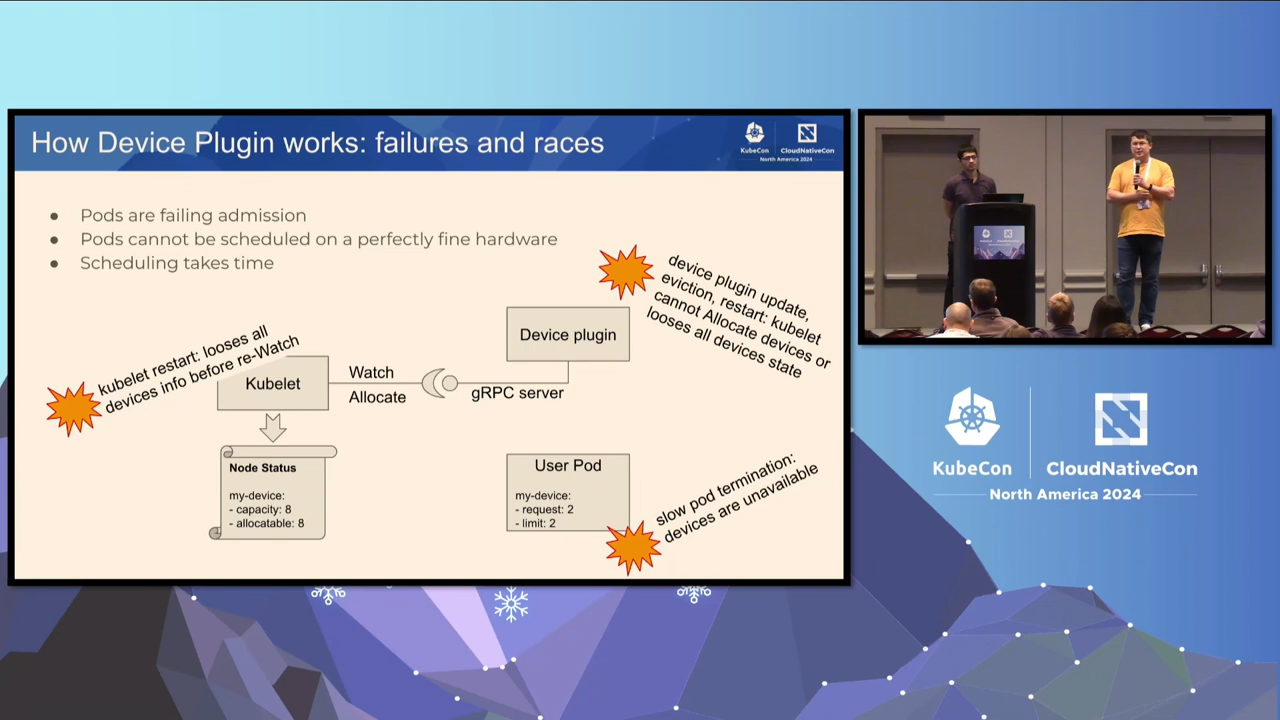 How Device Plugin works: failures and races
KubeCon
CloudNativeCon
North America 2024
● Pods are failing admission
● Pods cannot be scheduled on a perfectly fine hardware
● Scheduling takes time
device plugin update,
eviction, restart: kubelet
cannot Allocate devices or
looses all devices state
kubelet restart: looses all
devices info before re-Watch
Device plugin
Kubelet
Watch
Allocate
gRPC server
Node Status
my-device:
- capacity: 8
- allocatable: 8
User Pod
my-device:
- request: 2
- limit: 2
slow pod termination:
devices are unavailable
KubeCon
CloudNativeCon
North America 2024